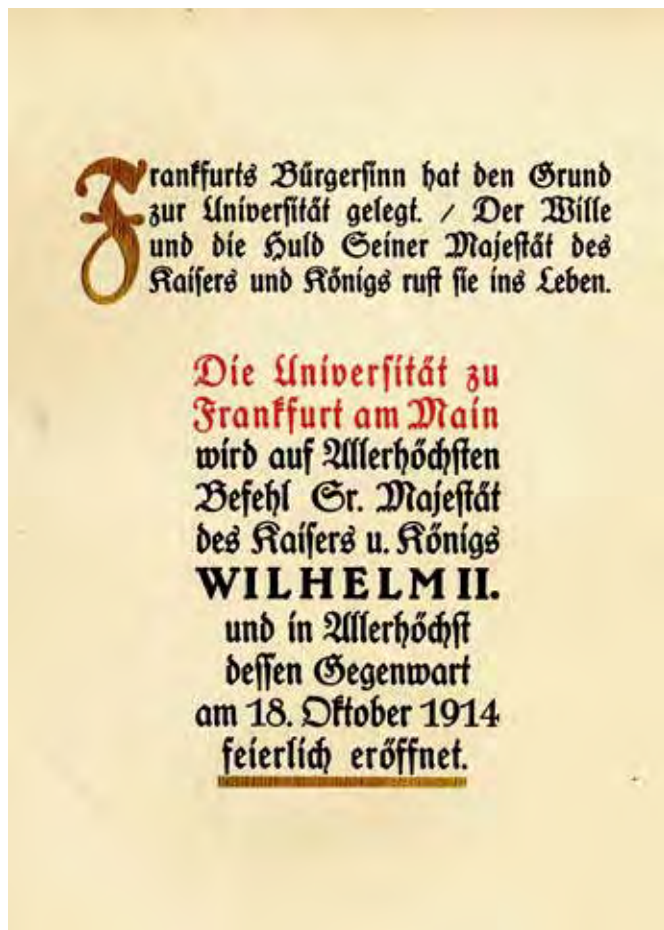 Frankfurts Bürgersinn hat den Grund
zur Universität gelegt. / Der Wille
und die Huld Seiner Majestät des
Kaisers und Königs ruft sie ins Leben.
Die Universität zu
Frankfurt am Main
wird auf Allerhöchsten
Befehl Sr. Majestät
des Kaisers u. Königs
WILHELM II.
und in Allerhöchst
dessen Gegenwart
am 18. Oktober 1914
feierlich eröffnet.